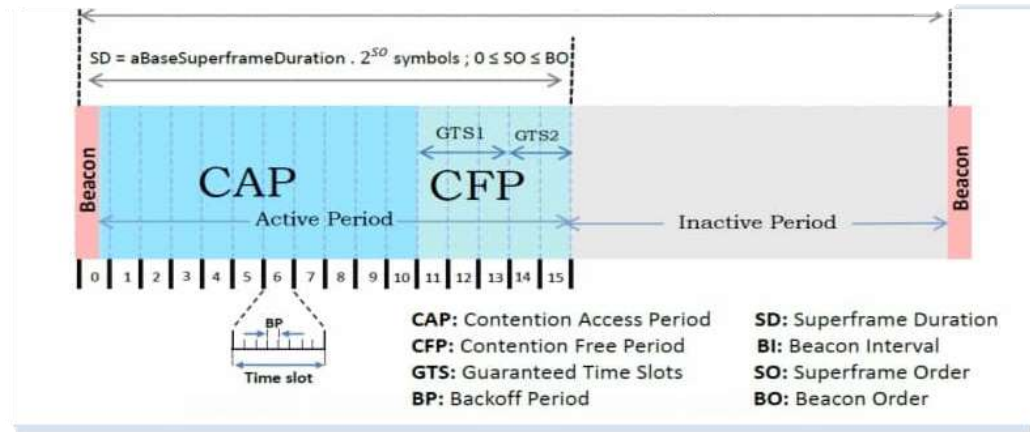 SD = aBaseSuperframeDuration . 2^SO symbols ; 0 ≤ SO ≤ BO
GTS1 GTS2
Beacon CAP CFP Beacon
Active Period Inactive Period
0 1 2 3 4 5 6 7 8 9 10 11 12 13 14 15
BP
Time slot
CAP: Contention Access Period
CFP: Contention Free Period
GTS: Guaranteed Time Slots
BP: Backoff Period
SD: Superframe Duration
BI: Beacon Interval
SO: Superframe Order
BO: Beacon Order